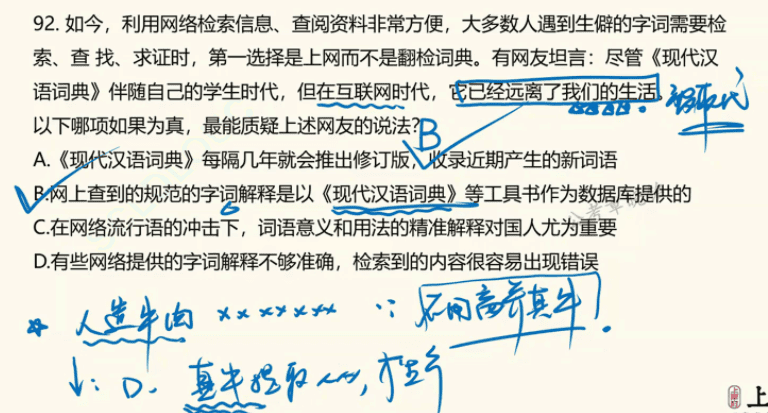 92. 如今，利用网络检索信息、查阅资料非常方便，大多数人遇到生僻的字词需要检
索、查 找、求证时，第一选择是上网而不是翻检词典。有网友坦言：尽管《现代汉
语词典》伴随自己的学生时代，但在互联网时代，它已经远离了我们的生活。
以下哪项如果为真，最能质疑上述网友的说法？
B
A.《现代汉语词典》每隔几年就会推出修订版，收录近期产生的新词语
B.网上查到的规范的字词解释是以《现代汉语词典》等工具书作为数据库提供的
C.在网络流行语的冲击下，词语意义和用法的精准解释对国人尤为重要
D.有些网络提供的字词解释不够准确，检索到的内容很容易出现错误
人造牛肉 ××××××× ∵ 不用高养真牛
↓: D. 真牛提取
上